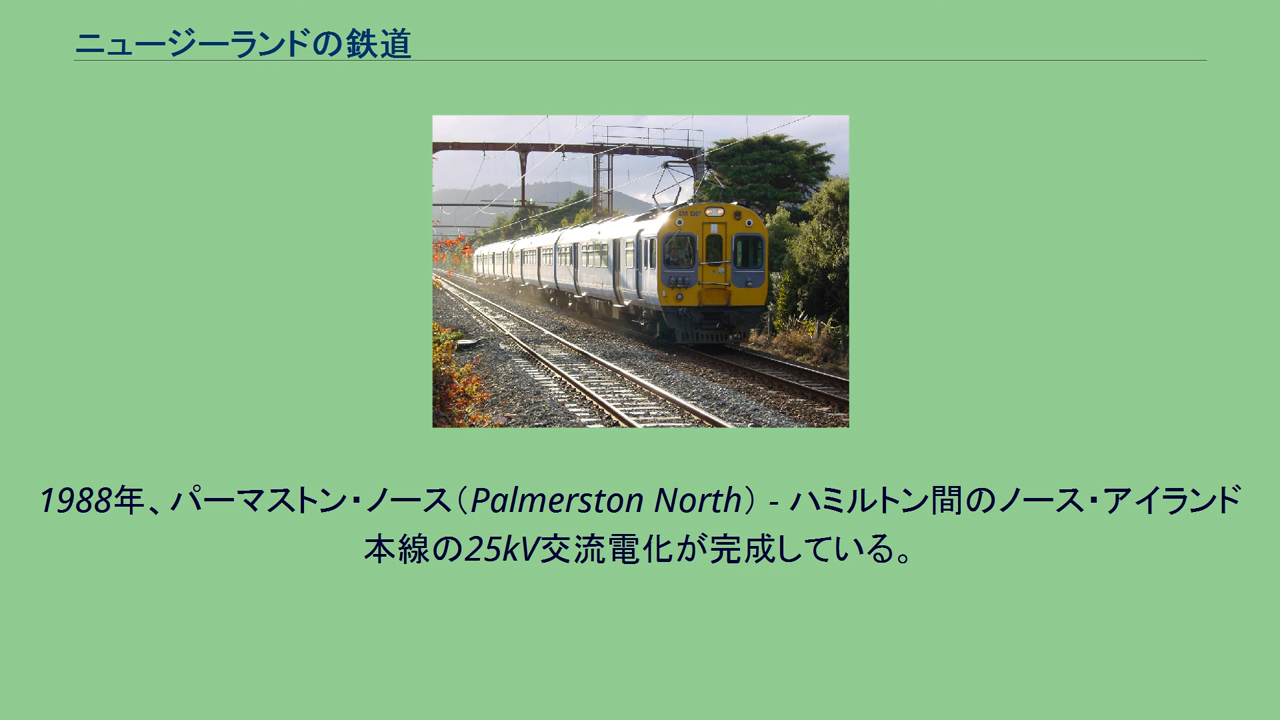 ニュージーランドの鉄道
1988年、パーマストン・ノース（Palmerston North） - ハミルトン間のノース・アイランド
本線の25kV交流電化が完成している。